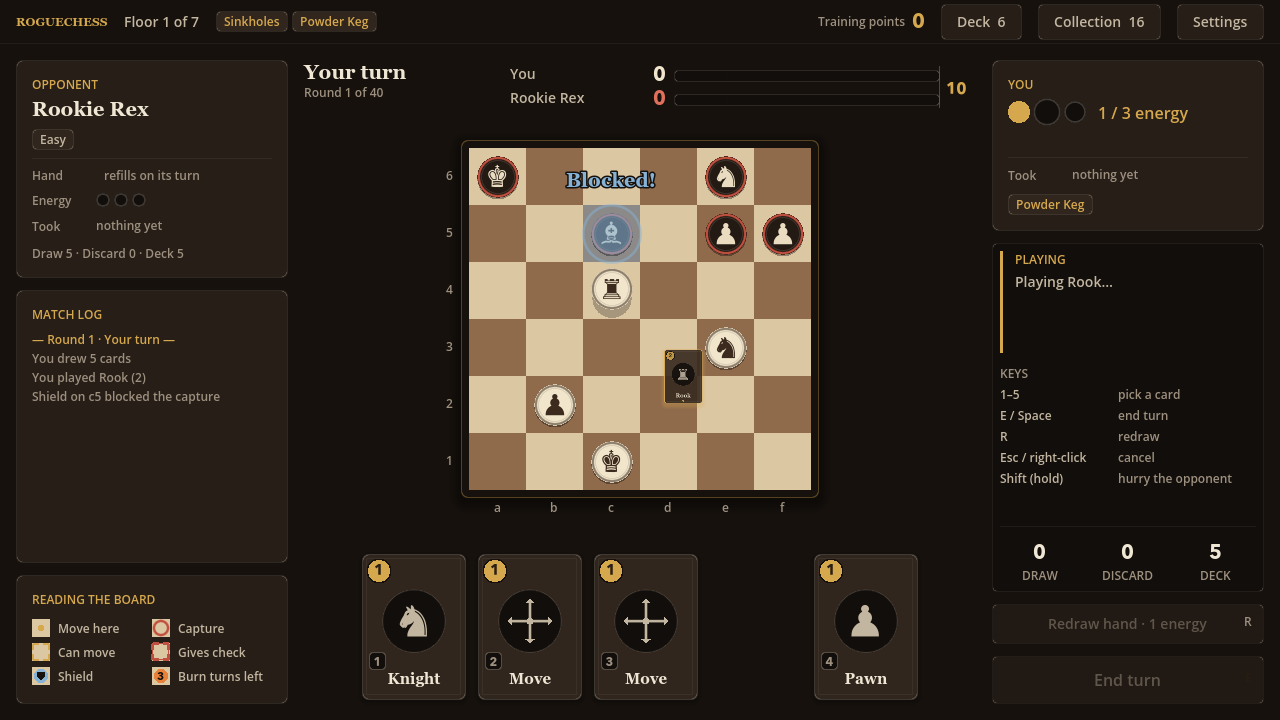 ROGUECHESS
Floor 1 of 7
Sinkholes
Powder Keg
Training points 0
Deck 6
Collection 16
Settings
OPPONENT
Rookie Rex
Easy
Hand refills on its turn
Energy
Took nothing yet
Draw 5 · Discard 0 · Deck 5
MATCH LOG
— Round 1 · Your turn —
You drew 5 cards
You played Rook (2)
Shield on c5 blocked the capture
READING THE BOARD
Move here
Capture
Can move
Gives check
Shield
3
Burn turns left
Your turn
Round 1 of 40
You 0
Rookie Rex 0
10
Blocked!
6
5
4
3
2
1
a b c d e f
Rook
1
1
Knight
1
2
Move
1
3
Move
1
4
Pawn
YOU
1 / 3 energy
Took nothing yet
Powder Keg
PLAYING
Playing Rook...
KEYS
1–5 pick a card
E / Space end turn
R redraw
Esc / right-click cancel
Shift (hold) hurry the opponent
0 0 5
DRAW DISCARD DECK
Redraw hand · 1 energy R
End turn